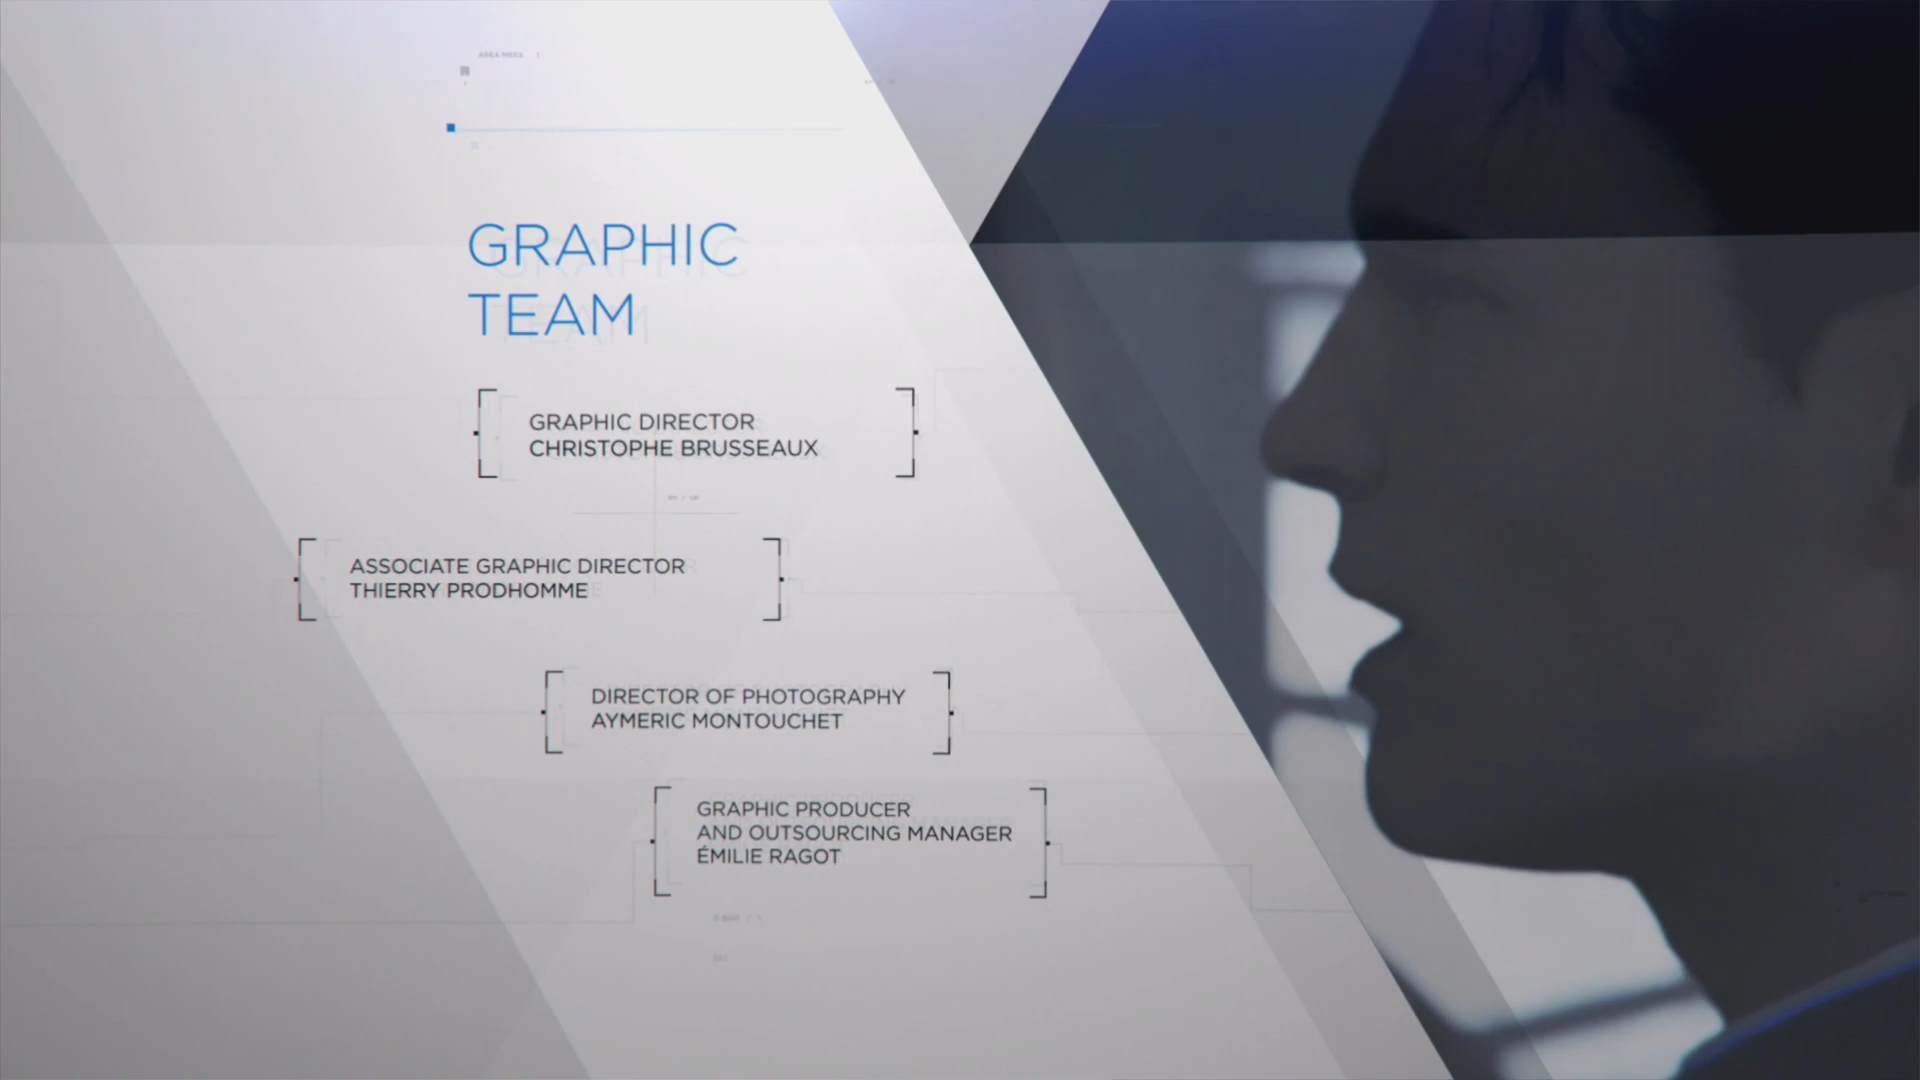 GRAPHIC
TEAM
GRAPHIC DIRECTOR
CHRISTOPHE BRUSSEAUX
ASSOCIATE GRAPHIC DIRECTOR
THIERRY PRODHOMME
DIRECTOR OF PHOTOGRAPHY
AYMERIC MONTOUCHET
GRAPHIC PRODUCER
AND OUTSOURCING MANAGER
ÉMILIE RAGOT